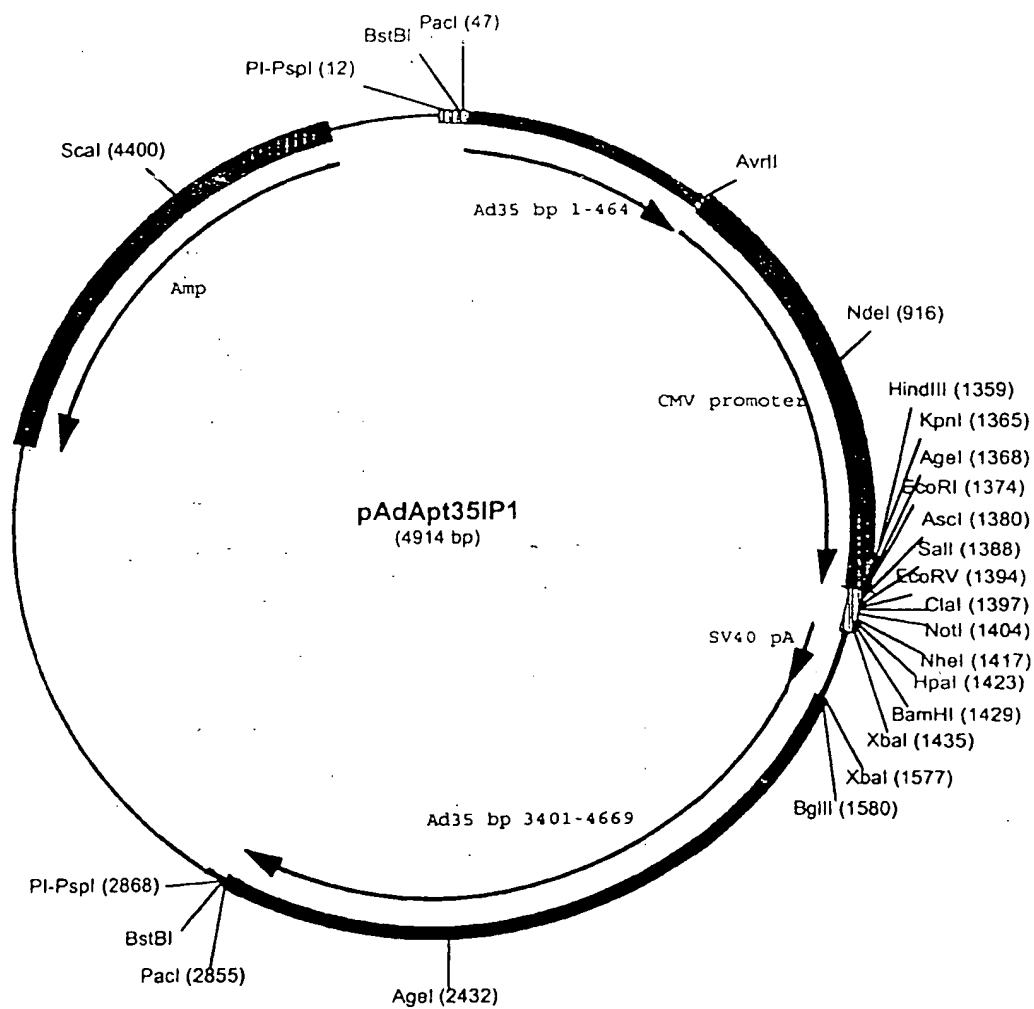 PacI (47)
BstBI
PI-PspI (12)
ScaI (4400)
AvrII
Ad35 bp 1-464
Amp
NdeI (916)
CMV promoter
HindIII (1359)
KpnI (1365)
AgeI (1368)
EcoRI (1374)
AscI (1380)
SalI (1388)
EcoRV (1394)
ClaI (1397)
NotI (1404)
NheI (1417)
HpaI (1423)
BamHI (1429)
XbaI (1435)
pAdApt35IP1
(4914 bp)
SV40 pA
XbaI (1577)
BglII (1580)
Ad35 bp 3401-4669
PI-PspI (2868)
BstBI
PacI (2855)
AgeI (2432)